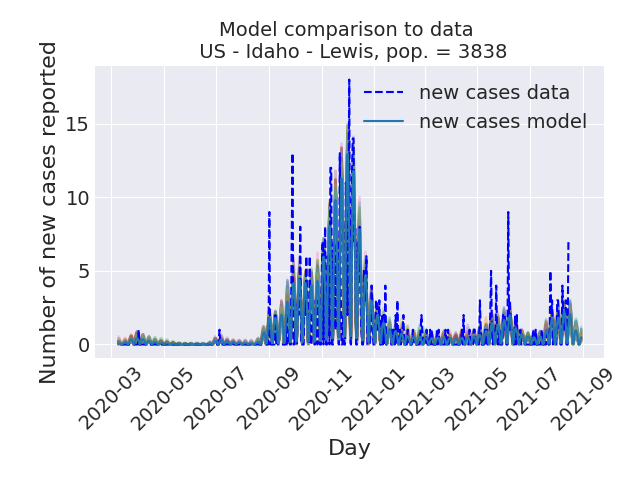 Model comparison to data
US - Idaho - Lewis, pop. = 3838
Number of new cases reported
15
10
5
0
new cases data
new cases model
2020-03
2020-05
2020-07
2020-09
2020-11
2021-01
2021-03
2021-05
2021-07
2021-09
Day